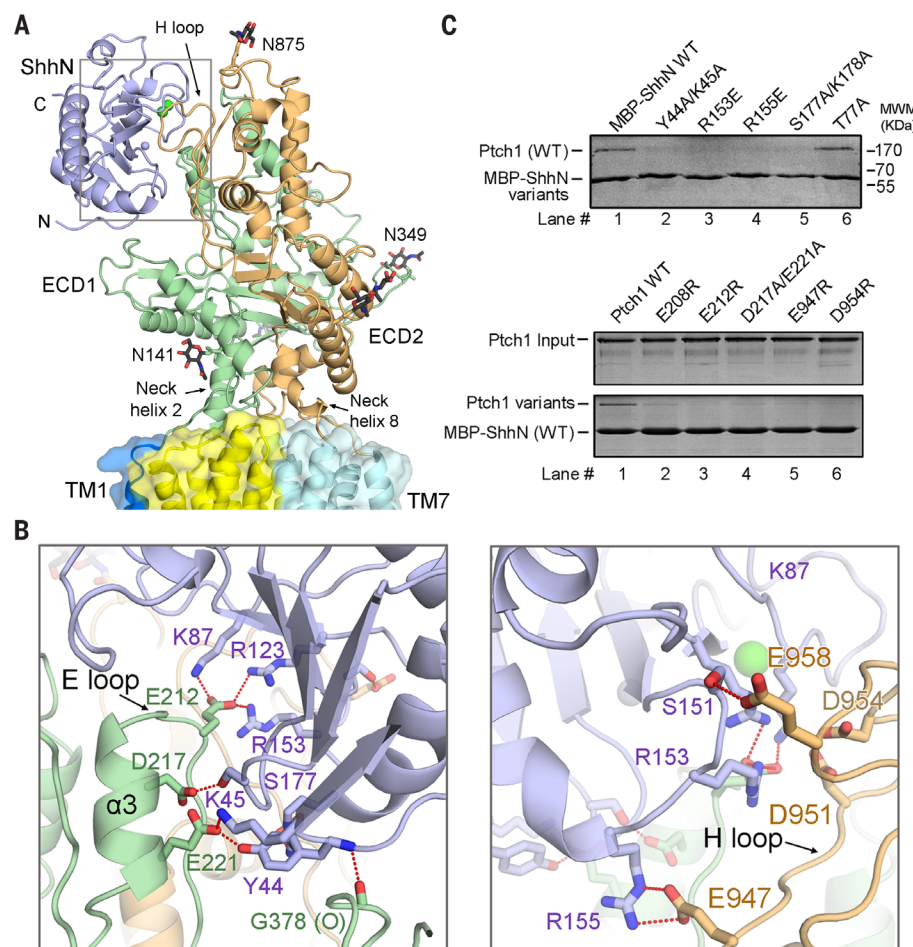 A
H loop
N875
ShhN
C
N
N349
ECD1
ECD2
N141
Neck
helix 2
Neck
helix 8
TM1
TM7
C
MBP-ShhN WT
Y44A/K45A
R153E
R155E
S177A/K178A
T77A
MWM
(KDa)
Ptch1 (WT)
MBP-ShhN
variants
170
70
55
Lane # 1 2 3 4 5 6
Ptch1 WT
E208R
E212R
D217A/E221A
E947R
D954R
Ptch1 Input
Ptch1 variants
MBP-ShhN (WT)
Lane # 1 2 3 4 5 6
B
K87
R123
E loop
E212
R153
D217
S177
K45
α3
E221
Y44
G378 (O)
K87
E958
S151
D954
R153
D951
H loop
E947
R155